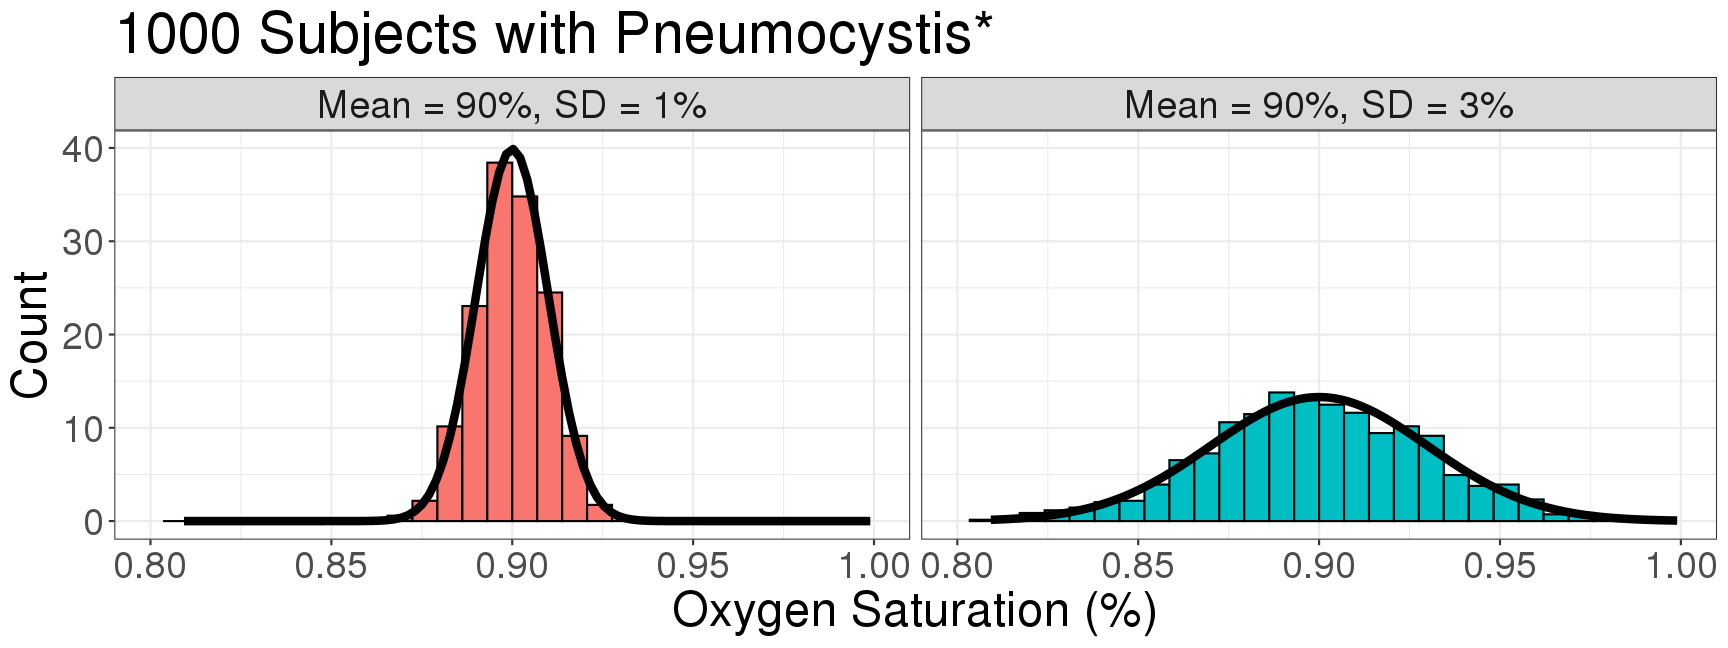 1000 Subjects with Pneumocystis*
Mean = 90%, SD = 1%
Mean = 90%, SD = 3%
Count
40
30
20
10
0
0.80 0.85 0.90 0.95 1.00
0.80 0.85 0.90 0.95 1.00
Oxygen Saturation (%)